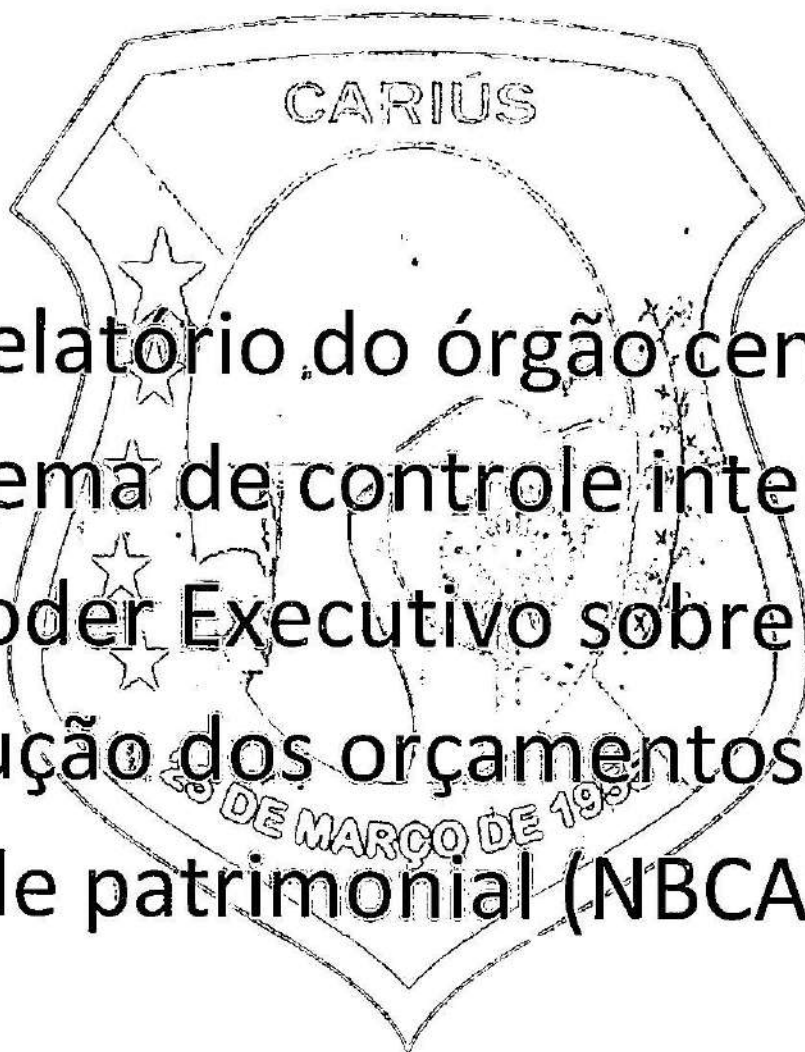 CARIÚS
elatório do órgão cen
ema de controle inte
oder Executivo sobre
ução dos orçamentos
DE MARÇO DE
le patrimonial (NBCA